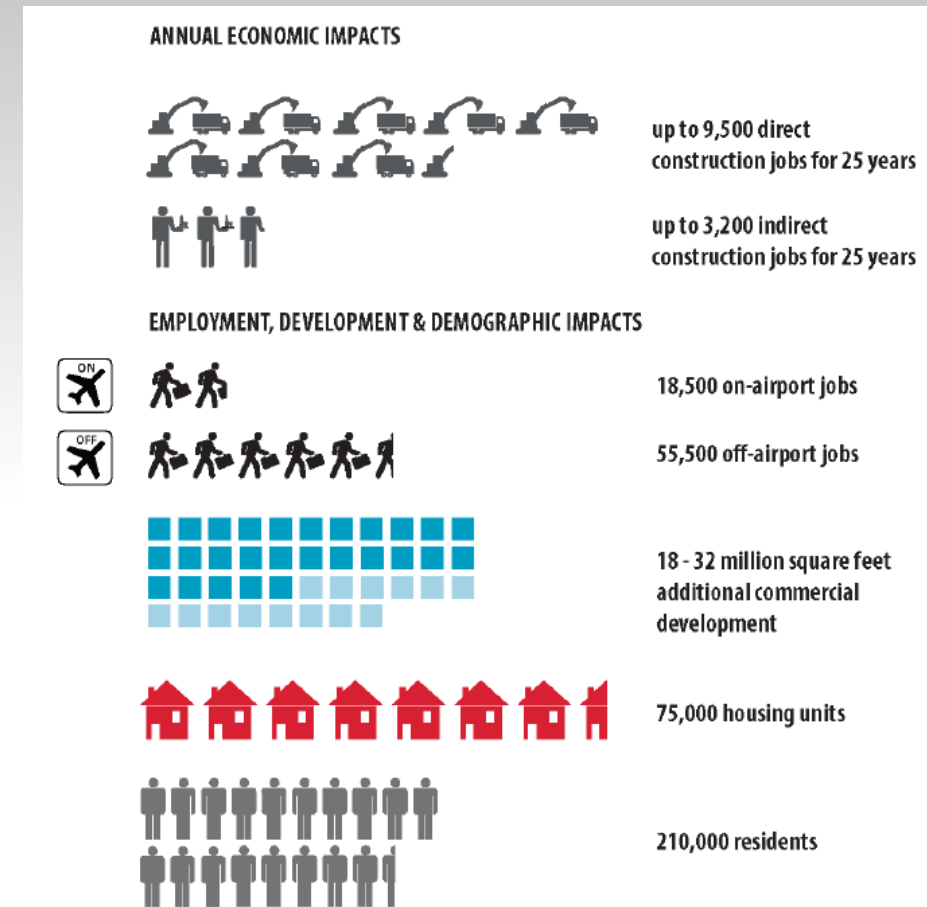 ANNUAL ECONOMIC IMPACTS
up to 9,500 direct
construction jobs for 25 years
up to 3,200 indirect
construction jobs for 25 years
EMPLOYMENT, DEVELOPMENT & DEMOGRAPHIC IMPACTS
ON
18,500 on-airport jobs
OFF
55,500 off-airport jobs
18 - 32 million square feet
additional commercial
development
75,000 housing units
210,000 residents